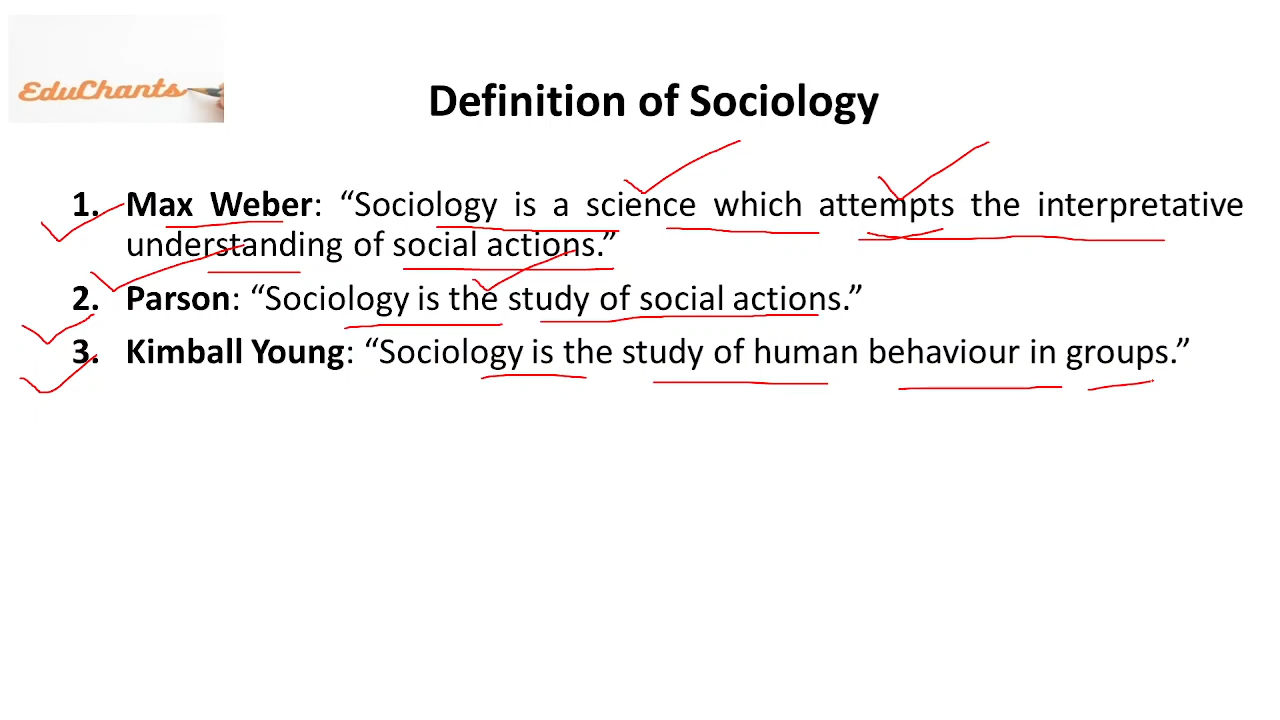 EduChants
Definition of Sociology
1. Max Weber: “Sociology is a science which attempts the interpretative
understanding of social actions.”
2. Parson: “Sociology is the study of social actions.”
3. Kimball Young: “Sociology is the study of human behaviour in groups.”